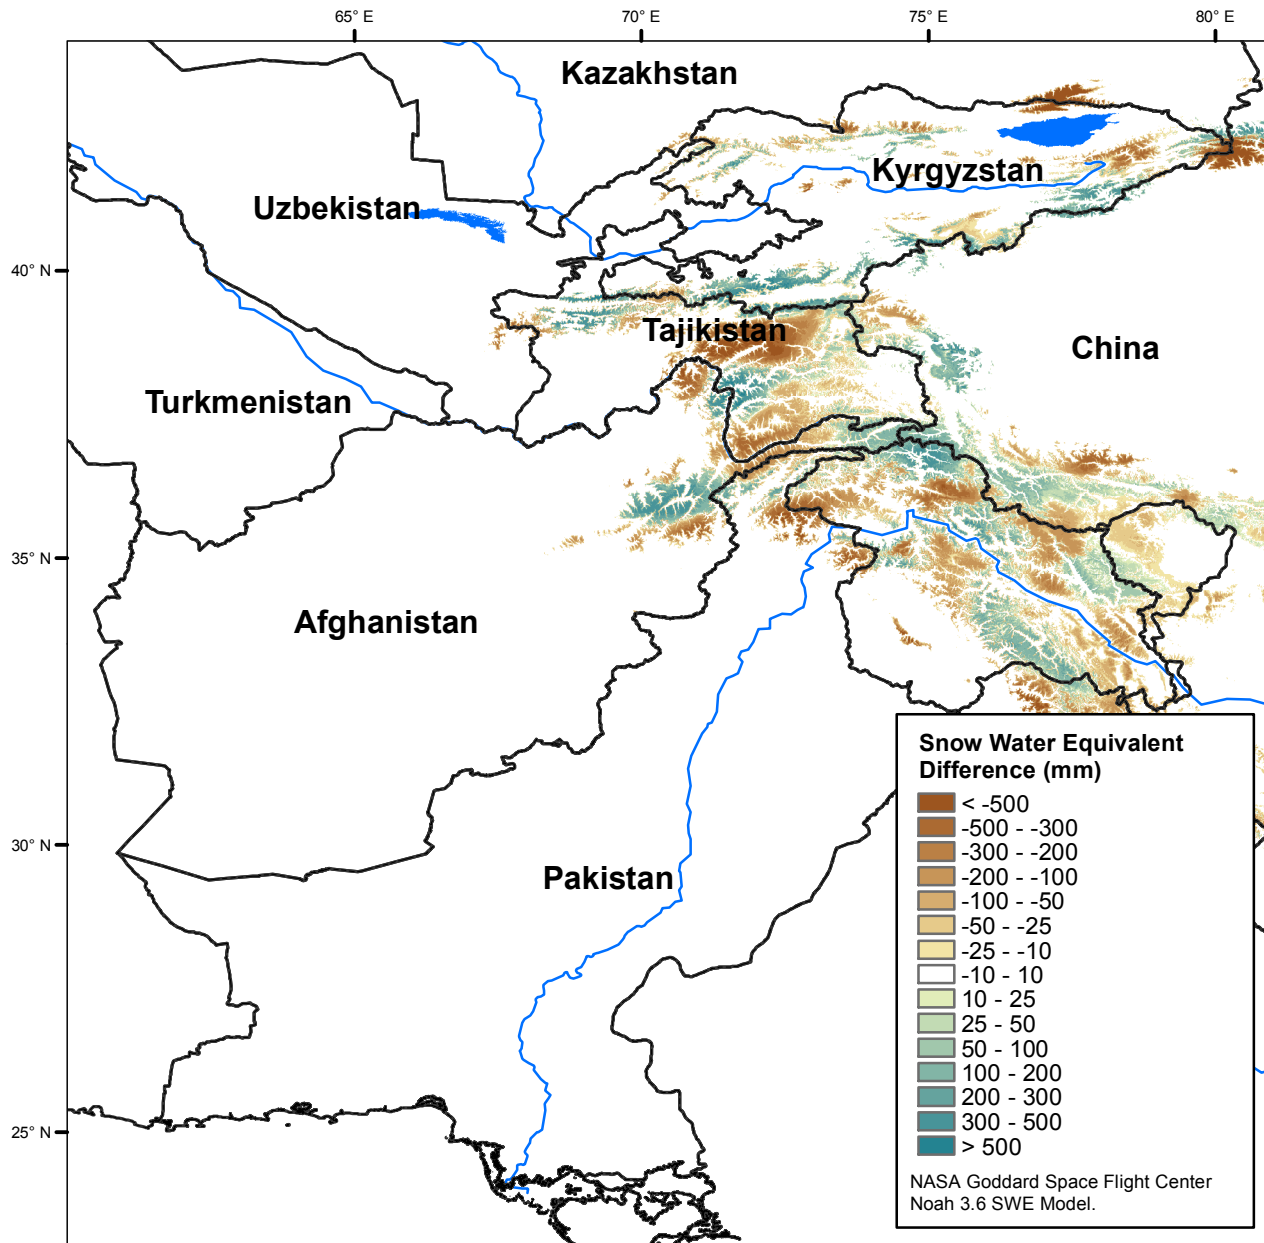 65° E
70° E
75° E
80° E
Kazakhstan
Kyrgyzstan
Uzbekistan
40° N
Tajikistan
China
Turkmenistan
35° N
Afghanistan
30° N
Pakistan
25° N
Snow Water Equivalent
Difference (mm)
< -500
-500 - -300
-300 - -200
-200 - -100
-100 - -50
-50 - -25
-25 - -10
-10 - 10
10 - 25
25 - 50
50 - 100
100 - 200
200 - 300
300 - 500
> 500
NASA Goddard Space Flight Center
Noah 3.6 SWE Model.